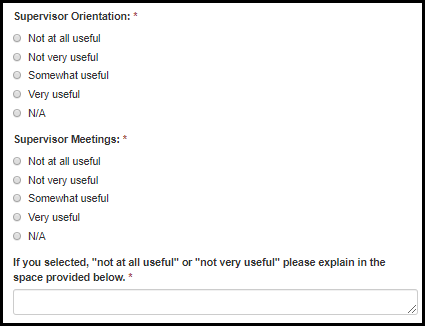 Supervisor Orientation: *
Not at all useful
Not very useful
Somewhat useful
Very useful
N/A
Supervisor Meetings: *
Not at all useful
Not very useful
Somewhat useful
Very useful
N/A
If you selected, "not at all useful" or "not very useful" please explain in the
space provided below. *